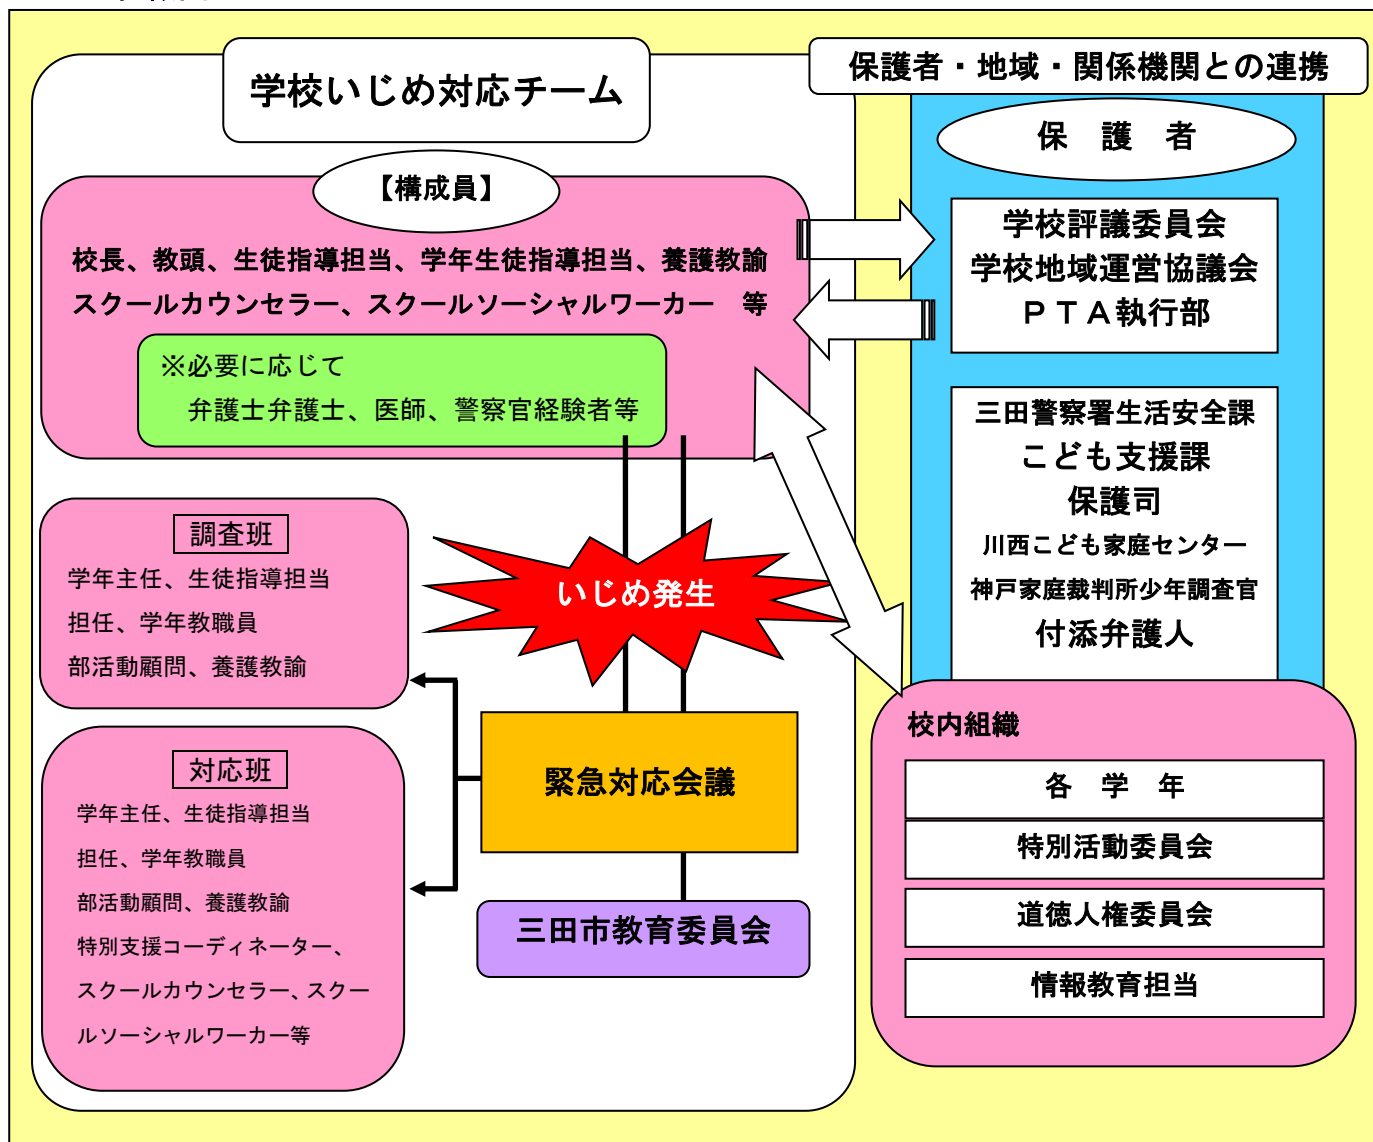 学校いじめ対応チーム
【構成員】
校長、教頭、生徒指導担当、学年生徒指導担当、養護教諭
スクールカウンセラー、スクールソーシャルワーカー　等
※必要に応じて
弁護士弁護士、医師、警察官経験者等
調査班
学年主任、生徒指導担当
担任、学年教職員
部活動顧問、養護教諭
対応班
学年主任、生徒指導担当
担任、学年教職員
部活動顧問、養護教諭
特別支援コーディネーター、
スクールカウンセラー、スクー
ルソーシャルワーカー等
いじめ発生
緊急対応会議
三田市教育委員会
保護者・地域・関係機関との連携
保　護　者
学校評議委員会
学校地域運営協議会
ＰＴＡ執行部
三田警察署生活安全課
こども支援課
保護司
川西こども家庭センター
神戸家庭裁判所少年調査官
付添弁護人
校内組織
各　学　年
特別活動委員会
道徳人権委員会
情報教育担当